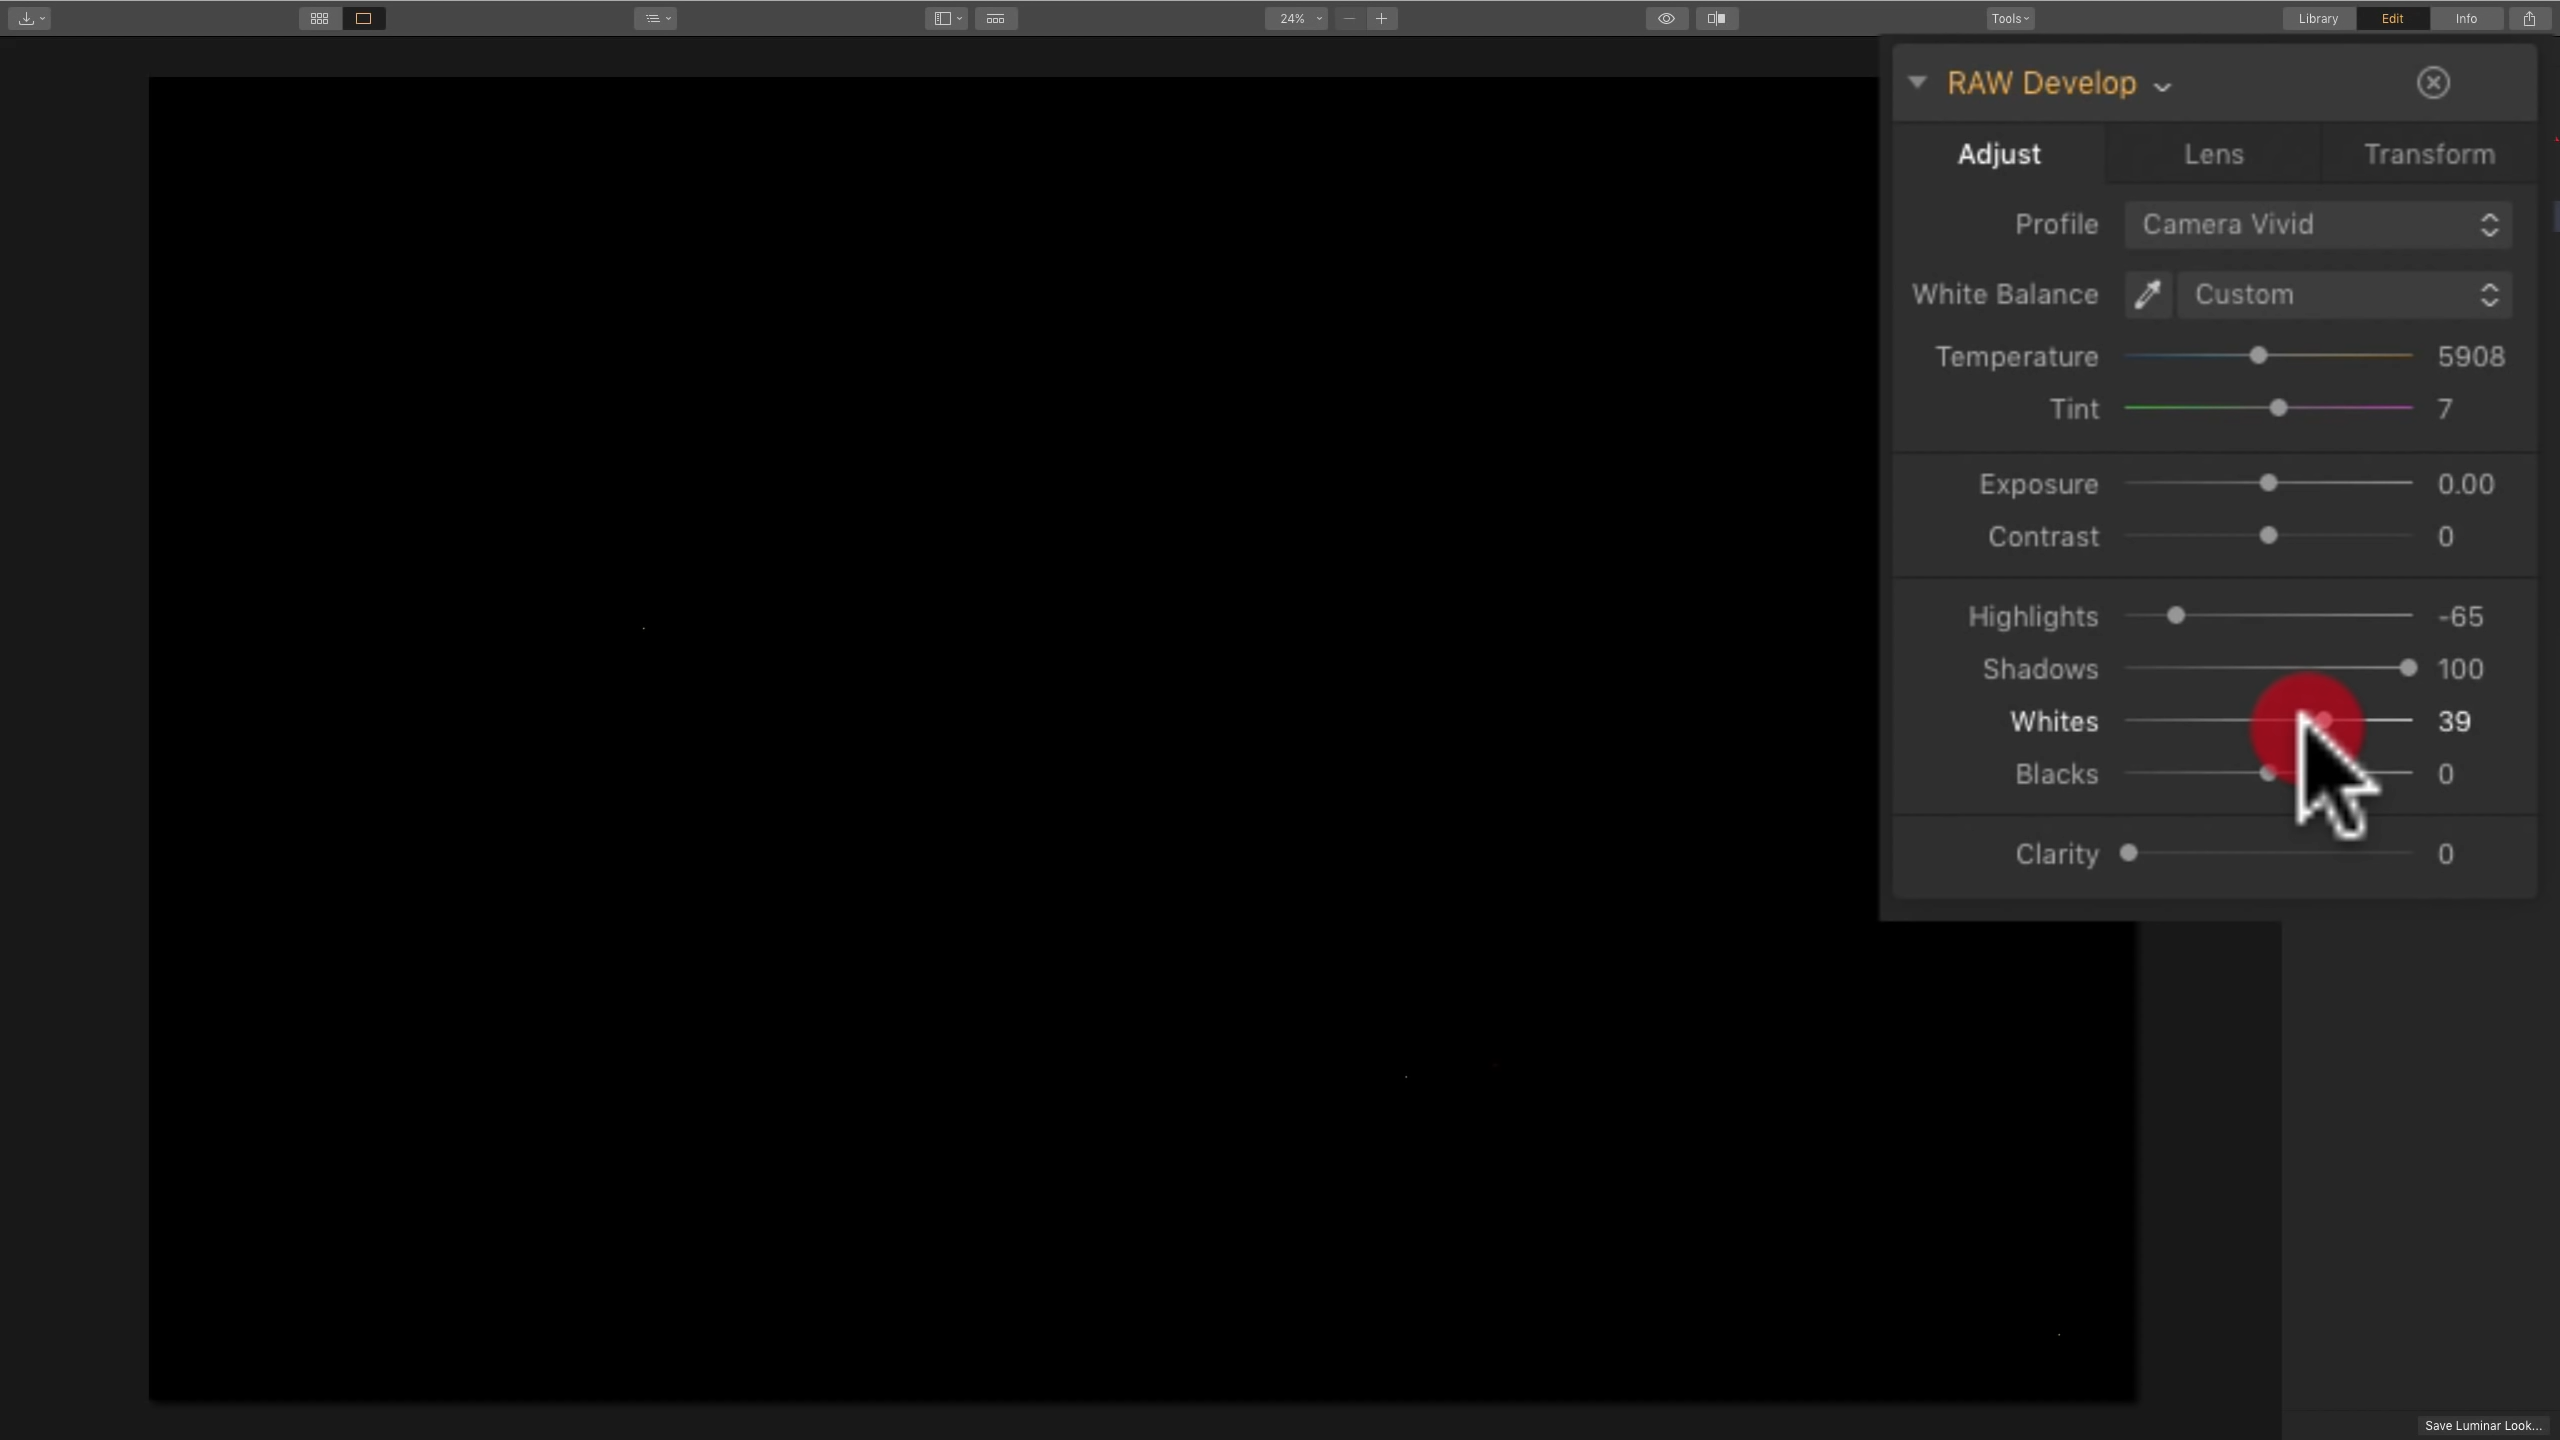 24%
Tools
Library
Edit
Info
RAW Develop
Adjust
Lens
Transform
Profile
Camera Vivid
White Balance
Custom
Temperature
5908
Tint
7
Exposure
0.00
Contrast
0
Highlights
-65
Shadows
100
Whites
39
Blacks
0
Clarity
0
Save Luminar Look...